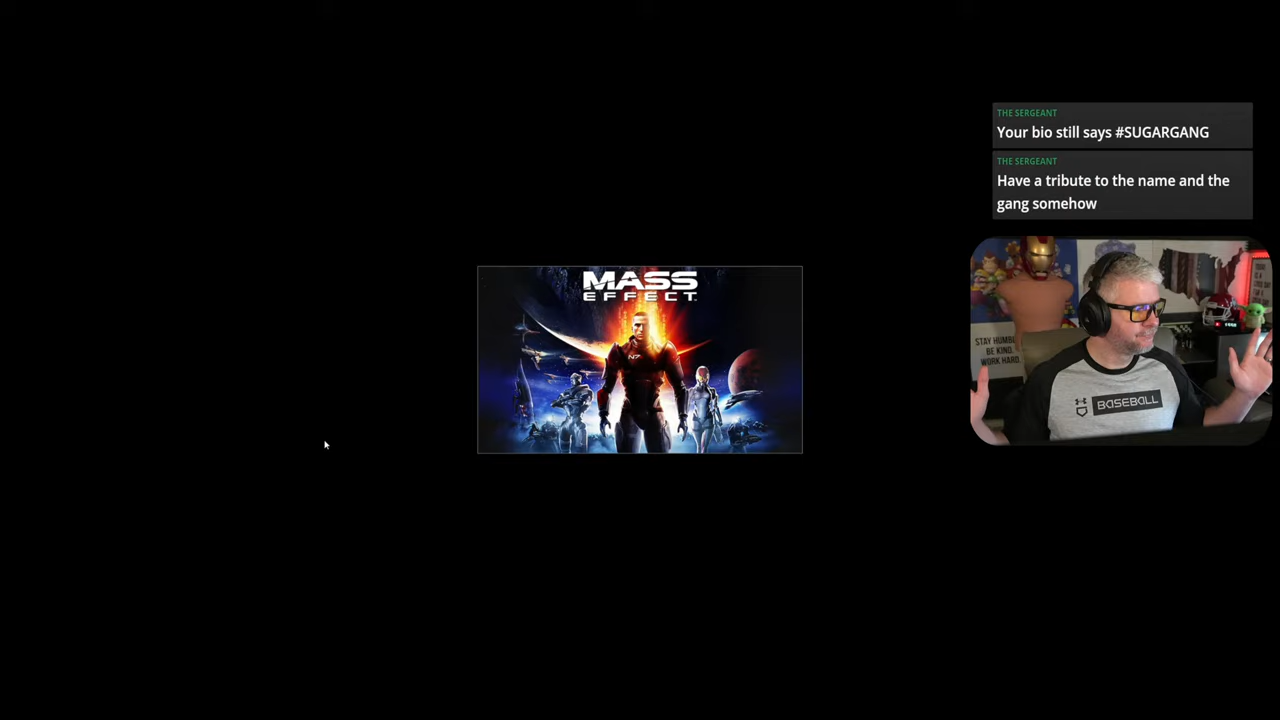 THE SERGEANT
Your bio still says #SUGARGANG
THE SERGEANT
Have a tribute to the name and the
gang somehow
MASS
EFFECT
N7
STAY HUMBLE
BE KIND.
WORK HARD.
BASEBALL